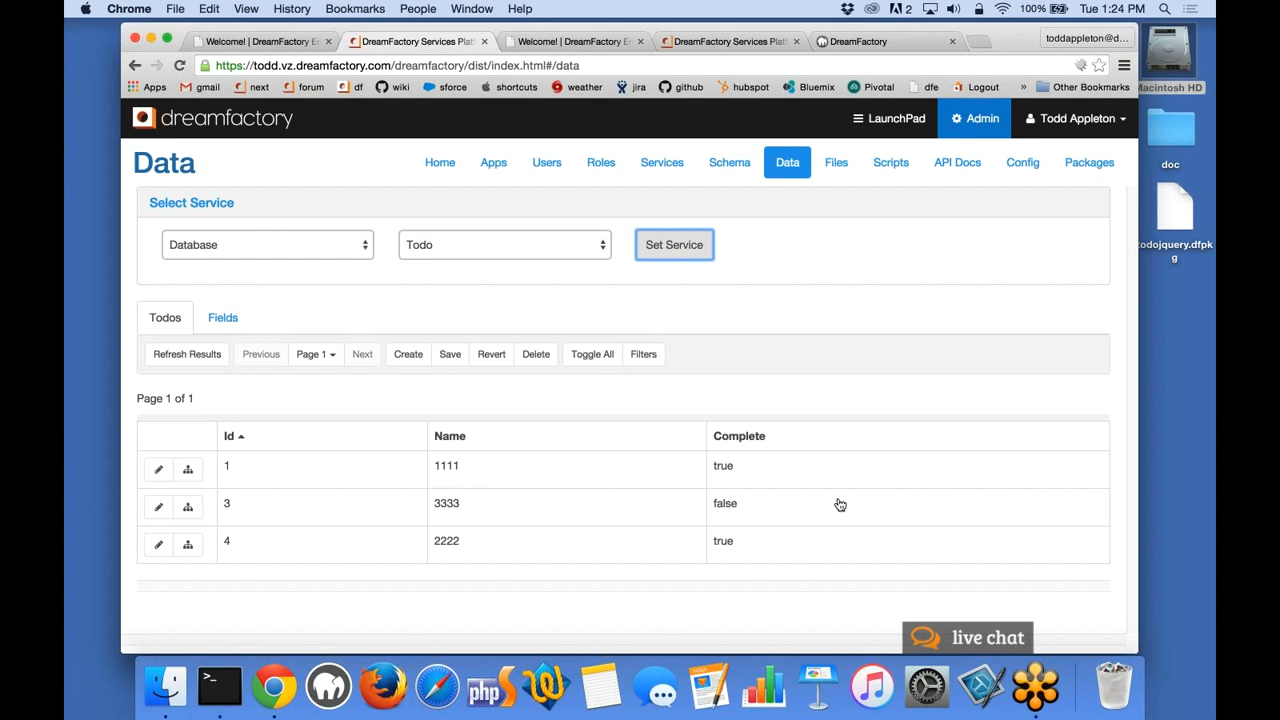 Chrome File Edit View History Bookmarks People Window Help 2 100% Tue 1:24 PM
Welcome! | DreamFactory E DreamFactory Services Welcome! | DreamFactory E DreamFactory Services Plat DreamFactory toddappleton@d...
https://todd.vz.dreamfactory.com/dreamfactory/dist/index.html#/data
Apps gmail next forum df wiki sforce shortcuts weather jira github hubspot Bluemix Pivotal dfe Logout » Other Bookmarks
Macintosh HD
dreamfactory LaunchPad Admin Todd Appleton
doc
Data Home Apps Users Roles Services Schema Data Files Scripts API Docs Config Packages
Select Service
Database Todo Set Service
todojquery.dfpk
g
Todos Fields
Refresh Results Previous Page 1 Next Create Save Revert Delete Toggle All Filters
Page 1 of 1
Id Name Complete
1 1111 true
3 3333 false
4 2222 true
live chat
php